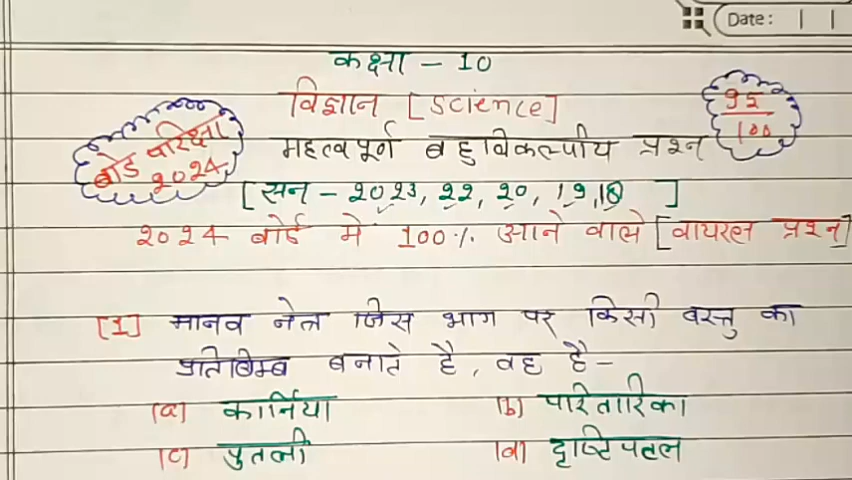 Date: | |
कक्षा - 10
विज्ञान [science]
95/100
बोर्ड परिक्षा
2024
महत्वपूर्ण बहुविकल्पीय प्रश्न
[सन - 2023, 22, 20, 19, 18 ]
2024 बोर्ड में 100% आने वाले [वायरल प्रश्न]
[1] मानव नेत्र जिस भाग पर किसी वस्तु का
प्रतिबिम्ब बनाते है, वह है-
(a) कार्निया (b) परितारिका
(c) पुतली (d) दृष्टिपटल